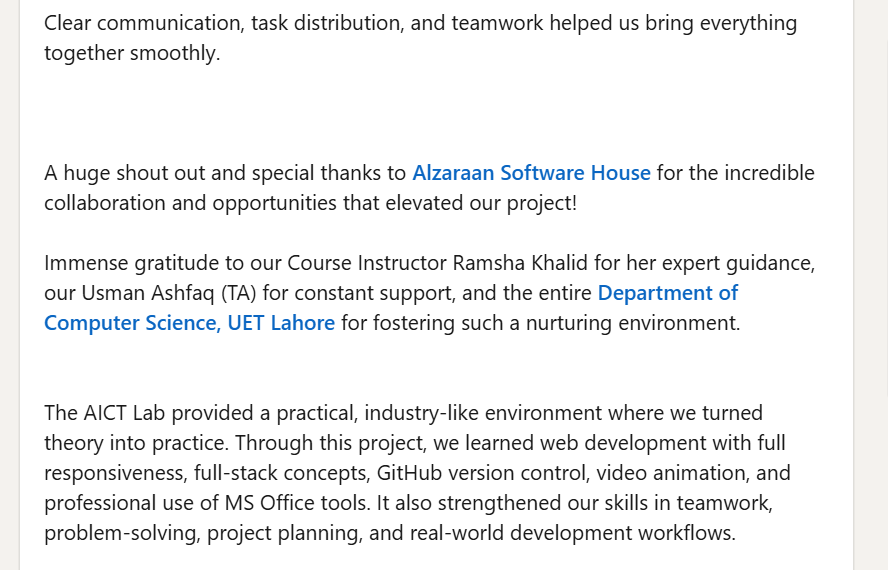 Clear communication, task distribution, and teamwork helped us bring everything
together smoothly.
A huge shout out and special thanks to Alzaraan Software House for the incredible
collaboration and opportunities that elevated our project!
Immense gratitude to our Course Instructor Ramsha Khalid for her expert guidance,
our Usman Ashfaq (TA) for constant support, and the entire Department of
Computer Science, UET Lahore for fostering such a nurturing environment.
The AICT Lab provided a practical, industry-like environment where we turned
theory into practice. Through this project, we learned web development with full
responsiveness, full-stack concepts, GitHub version control, video animation, and
professional use of MS Office tools. It also strengthened our skills in teamwork,
problem-solving, project planning, and real-world development workflows.